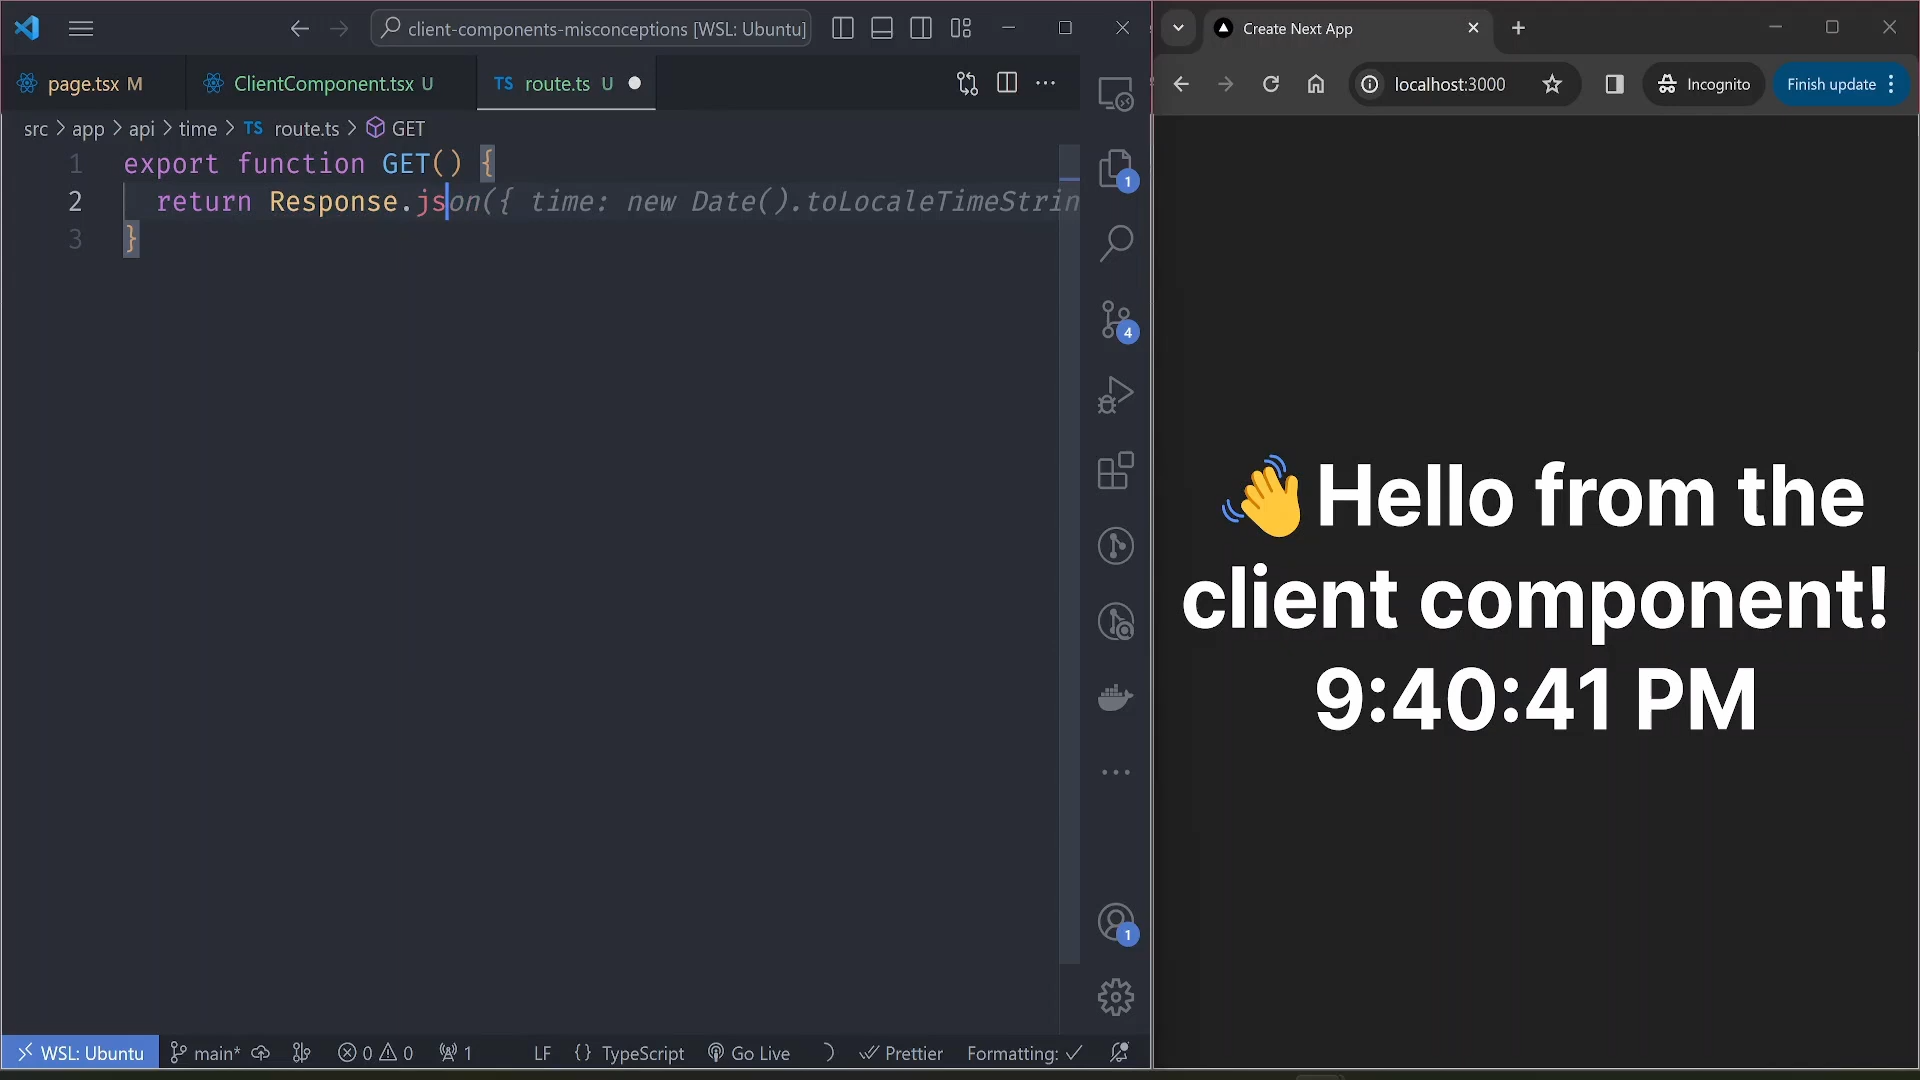 client-components-misconceptions [WSL: Ubuntu]
page.tsx M
ClientComponent.tsx U
TS route.ts U
src > app > api > time > TS route.ts > GET
1 export function GET() {
2 return Response.json({ time: new Date().toLocaleTimeStrin
3 }
1
4
1
WSL: Ubuntu
main*
0
0
1
LF
{ } TypeScript
Go Live
Prettier
Formatting:
Create Next App
localhost:3000
Incognito
Finish update
👋 Hello from the
client component!
9:40:41 PM